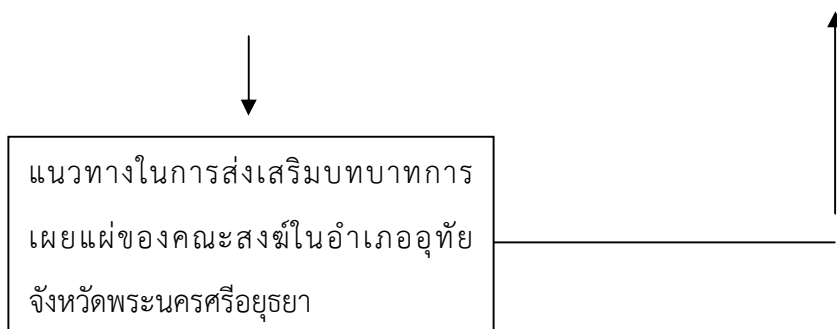 แนวทางในการส่งเสริมบทบาทการ
เผยแผ่ของคณะสงฆ์ในอำเภออุทัย
จังหวัดพระนครศรีอยุธยา